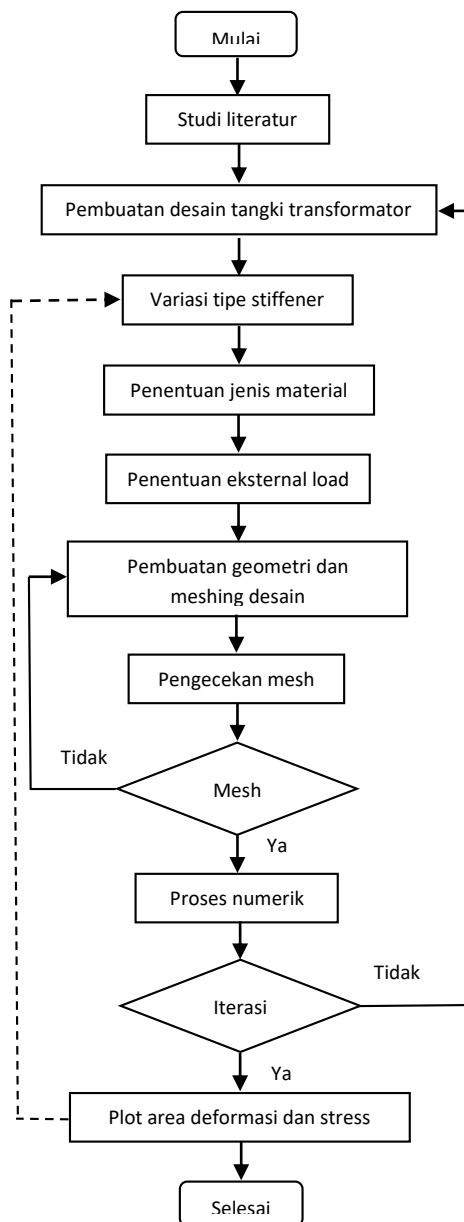 Mulai
Studi literatur
Pembuatan desain tangki transformator
Variasi tipe stiffener
Penentuan jenis material
Penentuan eksternal load
Pembuatan geometri dan
meshing desain
Pengecekan mesh
Tidak
Mesh
Ya
Proses numerik
Tidak
Iterasi
Ya
Plot area deformasi dan stress
Selesai